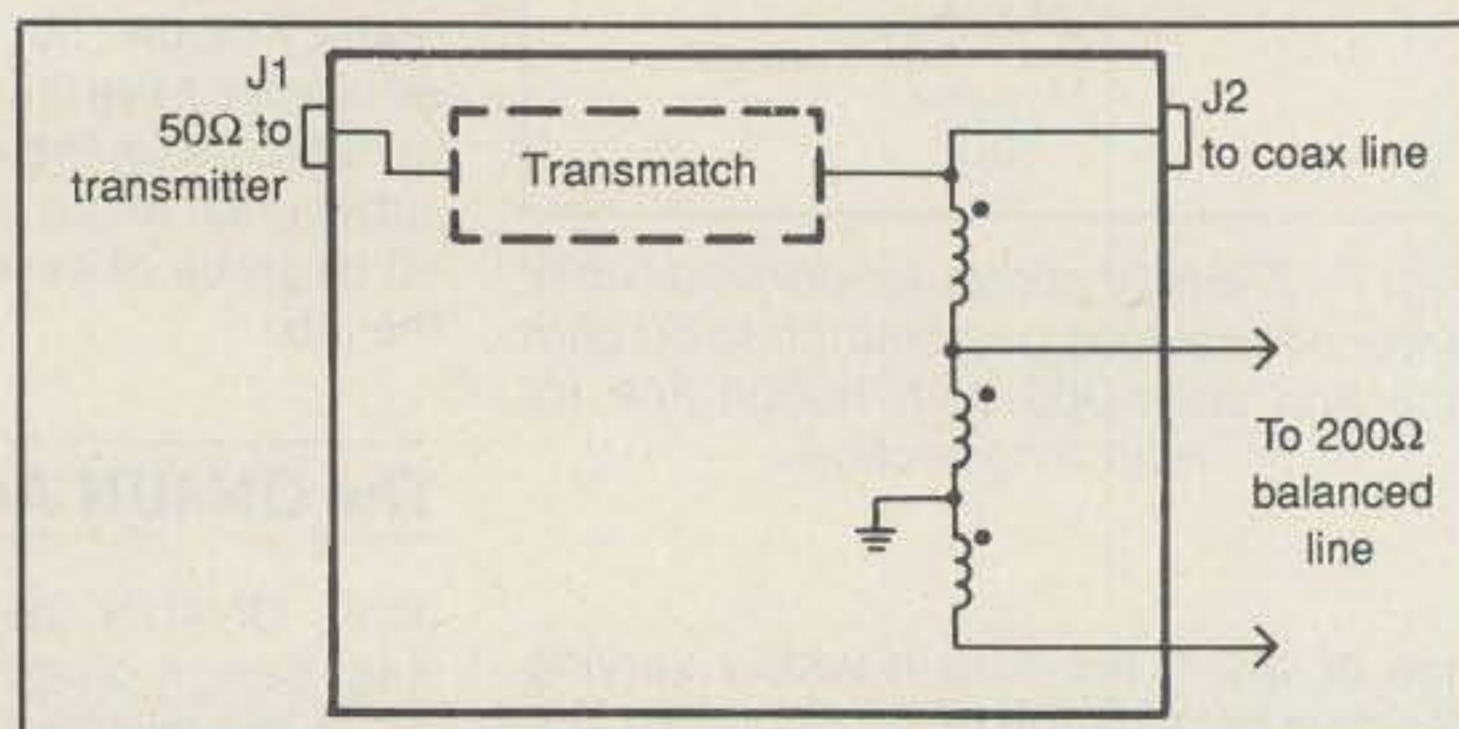 J1
50Ω to
transmitter
Transmatch
J2
to coax line
To 200Ω
balanced
line